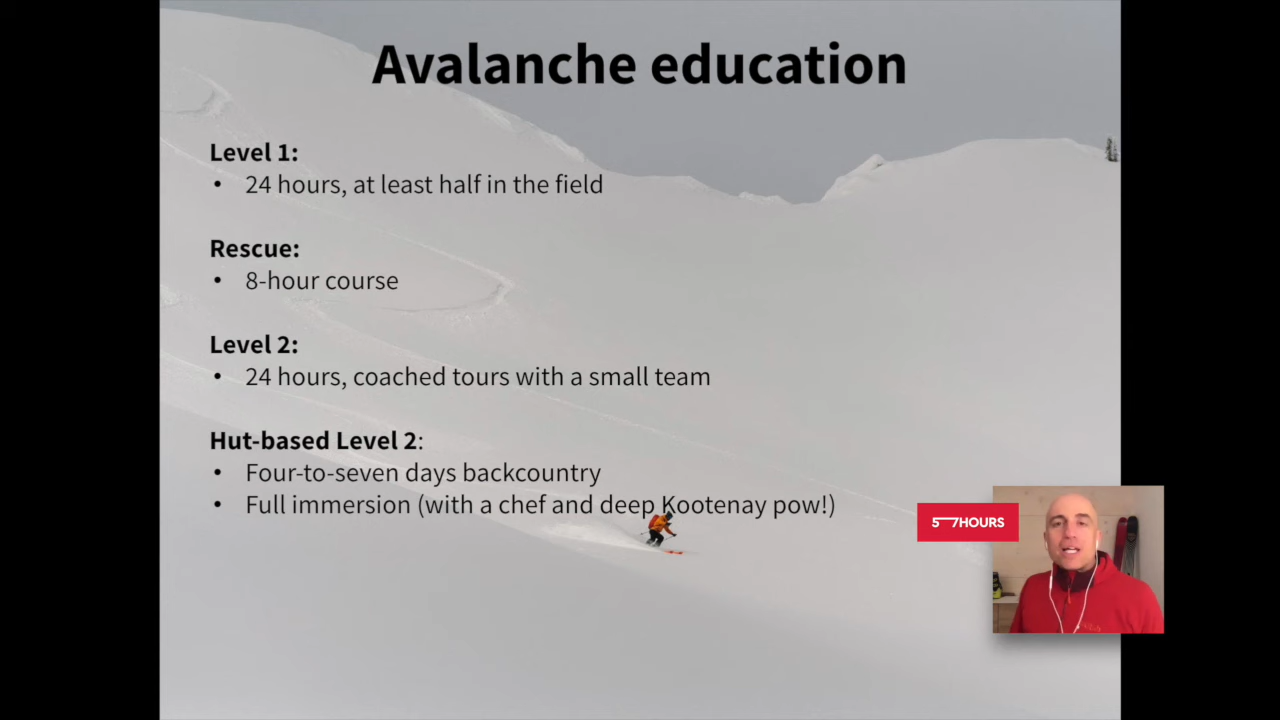 Avalanche education
Level 1:
• 24 hours, at least half in the field
Rescue:
• 8-hour course
Level 2:
• 24 hours, coached tours with a small team
Hut-based Level 2:
• Four-to-seven days backcountry
• Full immersion (with a chef and deep Kootenay pow!)
57HOURS